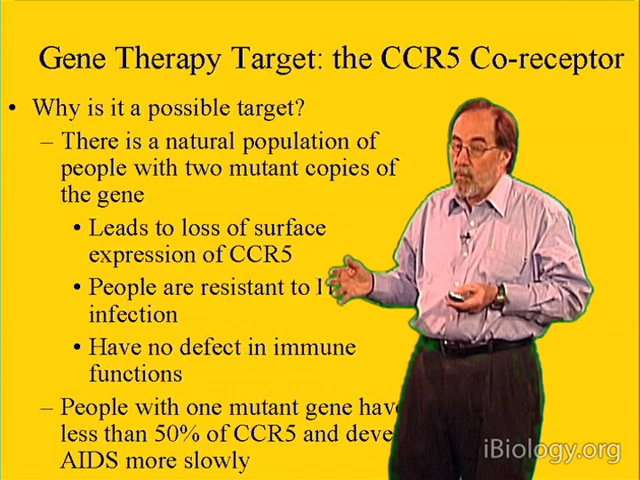 Gene Therapy Target: the CCR5 Co-receptor
• Why is it a possible target?
– There is a natural population of
people with two mutant copies of
the gene
• Leads to loss of surface
expression of CCR5
• People are resistant to
infection
• Have no defect in immune
functions
– People with one mutant gene have
less than 50% of CCR5 and deve
AIDS more slowly
iBiology.org